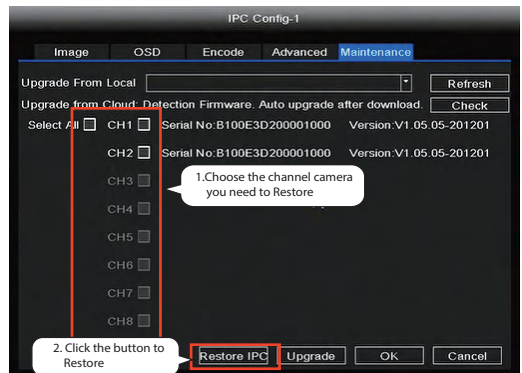 IPC Config-1
Image OSD Encode Advanced Maintenance
Upgrade From Local Refresh
Upgrade from Cloud: Detection Firmware. Auto upgrade after download. Check
Select All CH1 Serial No:B100E3D200001000 Version:V1.05.05-201201
CH2 Serial No:B100E3D200001000 Version:V1.05.05-201201
CH3
1.Choose the channel camera
you need to Restore
CH4
CH5
CH6
CH7
CH8
2. Click the button to
Restore
Restore IPC Upgrade OK Cancel